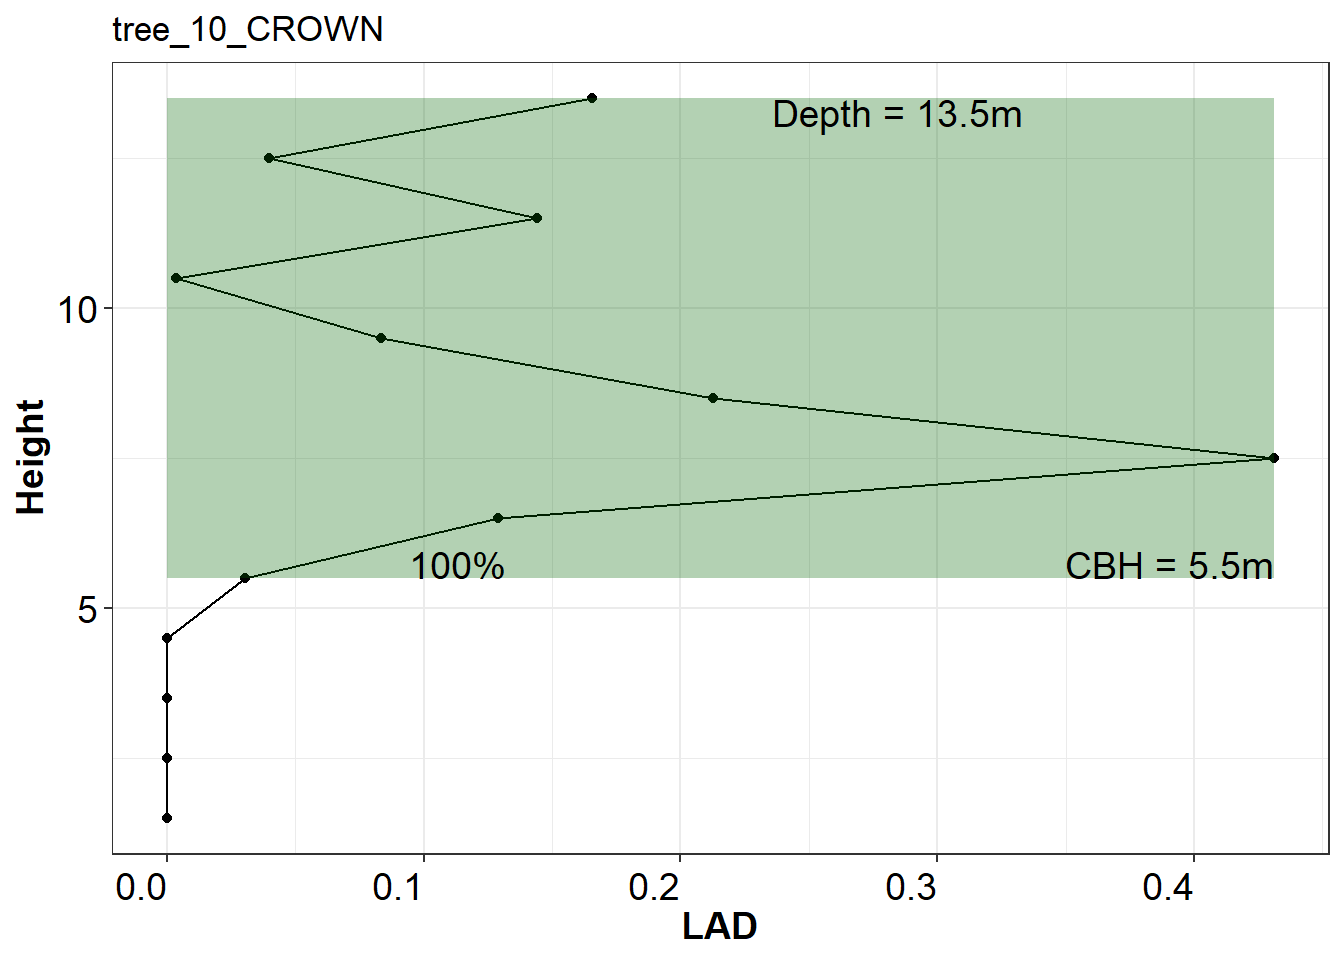 tree_10_CROWN
Depth = 13.5m
10
Height
100%
CBH = 5.5m
5
0.0 0.1 0.2 0.3 0.4
LAD